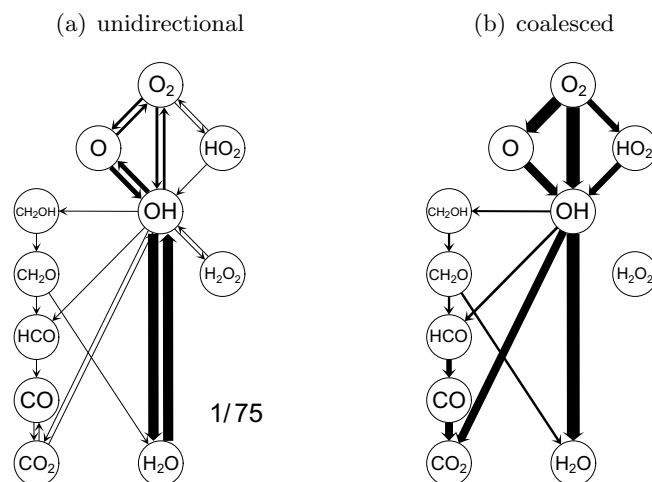 (a) unidirectional
O₂
O
HO₂
OH
CH₂OH
CH₂O
H₂O₂
HCO
CO
1/75
CO₂
H₂O
(b) coalesced
O₂
O
HO₂
OH
CH₂OH
CH₂O
H₂O₂
HCO
CO
CO₂
H₂O